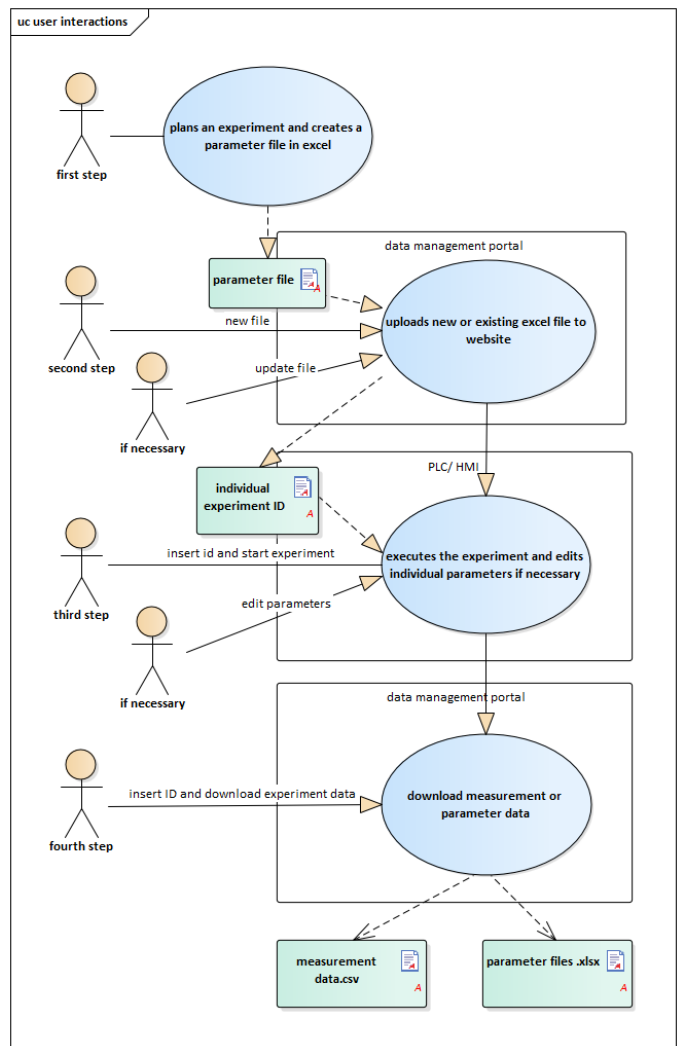 uc user interactions
plans an experiment and creates a
parameter file in excel
first step
data management portal
parameter file
A
new file
uploads new or existing excel file to
website
second step
update file
if necessary
PLC/ HMI
individual
experiment ID
A
insert id and start experiment
executes the experiment and edits
individual parameters if necessary
edit parameters
third step
if necessary
data management portal
insert ID and download experiment data
download measurement or
parameter data
fourth step
measurement
data.csv
A
parameter files .xlsx
A